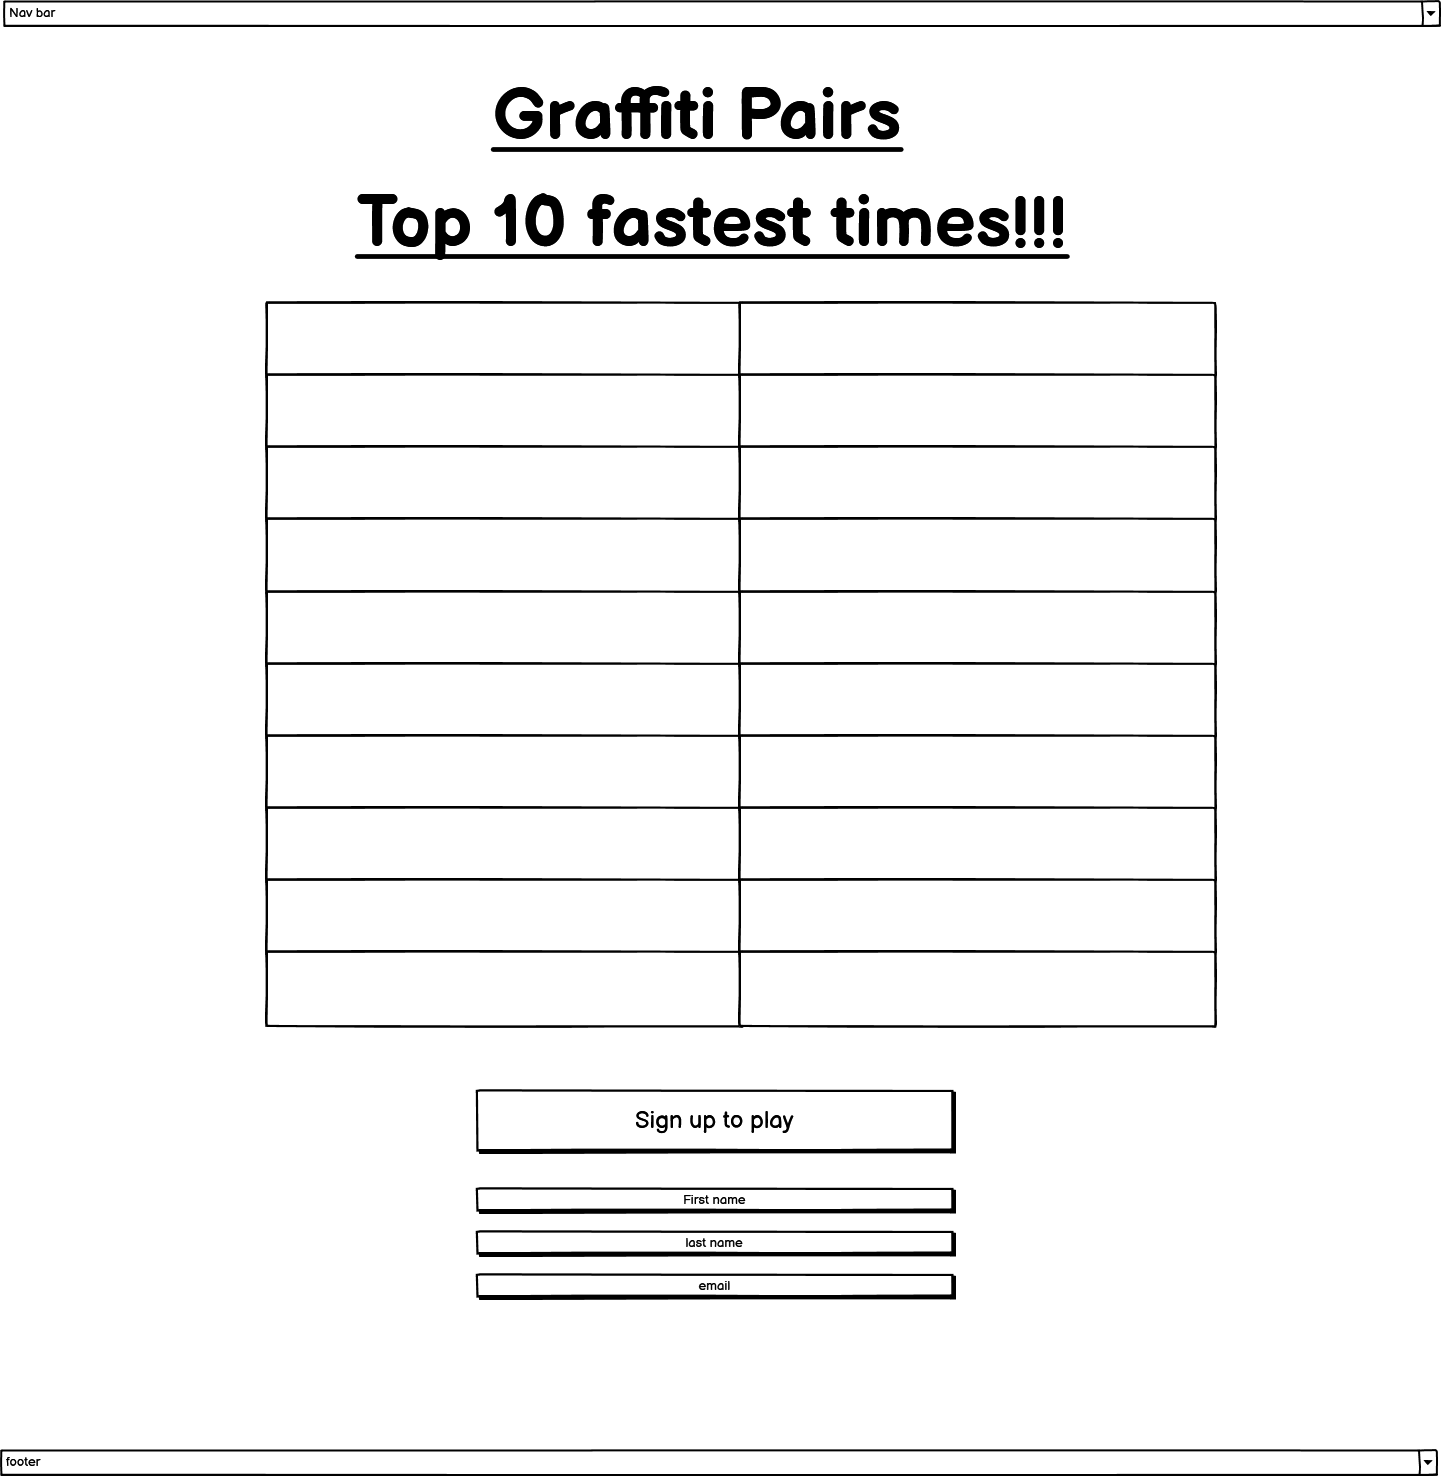 Nav bar
Graffiti Pairs
Top 10 fastest times!!!
Sign up to play
First name
last name
email
footer